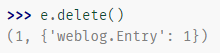 >>> e.delete()
(1, {'weblog.Entry': 1})